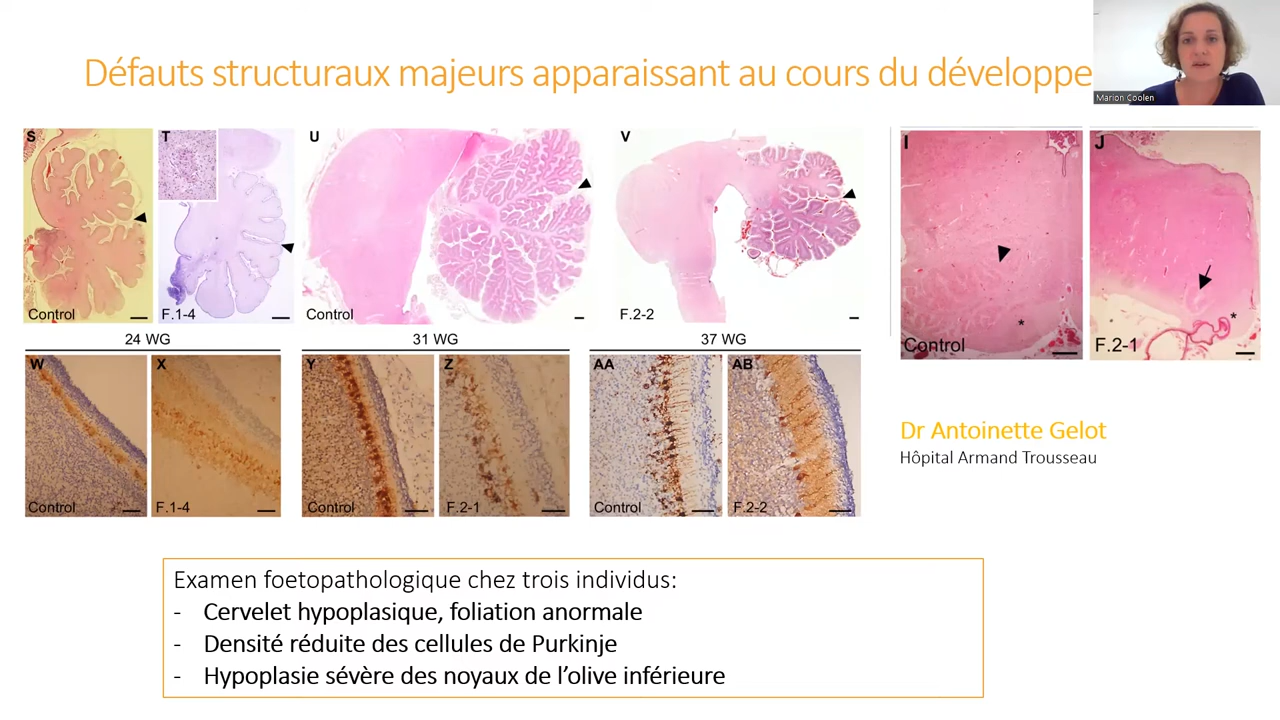 Défauts structuraux majeurs apparaissant au cours du développe
Marion Coolen
S T U V I J
Control F.1-4 Control F.2-2 Control F.2-1
* *
24 WG 31 WG 37 WG
W X Y Z AA AB
Control F.1-4 Control F.2-1 Control F.2-2
Dr Antoinette Gelot
Hôpital Armand Trousseau
Examen foetopathologique chez trois individus:
- Cervelet hypoplasique, foliation anormale
- Densité réduite des cellules de Purkinje
- Hypoplasie sévère des noyaux de l’olive inférieure